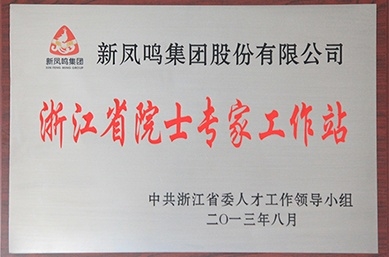 新凤鸣集团股份有限公司
新凤鸣集团
浙江省院士专家工作站
中共浙江省委人才工作领导小组
二〇一三年八月